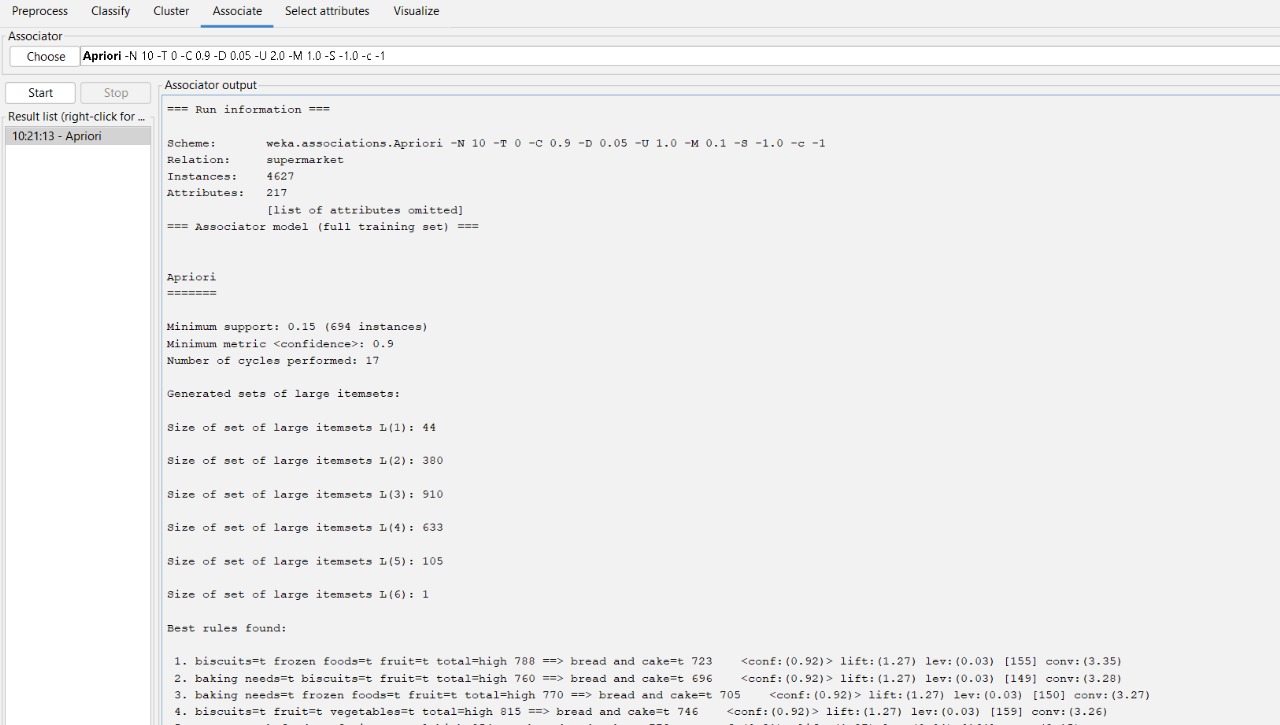 Preprocess Classify Cluster Associate Select attributes Visualize
Associator
Choose Apriori -N 10 -T 0 -C 0.9 -D 0.05 -U 2.0 -M 1.0 -S -1.0 -c -1
Start Stop
Result list (right-click for ...
10:21:13 - Apriori
Associator output
=== Run information ===
Scheme: weka.associations.Apriori -N 10 -T 0 -C 0.9 -D 0.05 -U 1.0 -M 0.1 -S -1.0 -c -1
Relation: supermarket
Instances: 4627
Attributes: 217
[list of attributes omitted]
=== Associator model (full training set) ===
Apriori
=======
Minimum support: 0.15 (694 instances)
Minimum metric <confidence>: 0.9
Number of cycles performed: 17
Generated sets of large itemsets:
Size of set of large itemsets L(1): 44
Size of set of large itemsets L(2): 380
Size of set of large itemsets L(3): 910
Size of set of large itemsets L(4): 633
Size of set of large itemsets L(5): 105
Size of set of large itemsets L(6): 1
Best rules found:
1. biscuits=t frozen foods=t fruit=t total=high 788 ==> bread and cake=t 723 <conf:(0.92)> lift:(1.27) lev:(0.03) [155] conv:(3.35)
2. baking needs=t biscuits=t fruit=t total=high 760 ==> bread and cake=t 696 <conf:(0.92)> lift:(1.27) lev:(0.03) [149] conv:(3.28)
3. baking needs=t frozen foods=t fruit=t total=high 770 ==> bread and cake=t 705 <conf:(0.92)> lift:(1.27) lev:(0.03) [150] conv:(3.27)
4. biscuits=t fruit=t vegetables=t total=high 815 ==> bread and cake=t 746 <conf:(0.92)> lift:(1.27) lev:(0.03) [159] conv:(3.26)